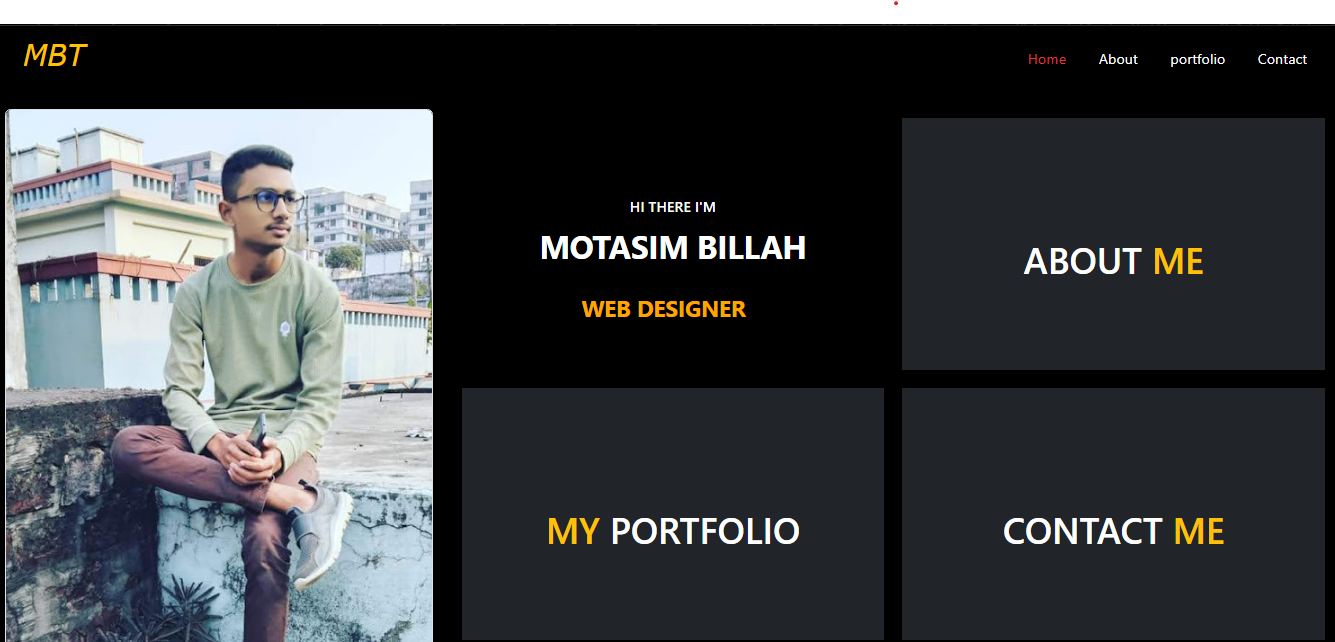 MBT
Home About portfolio Contact
HI THERE I'M
MOTASIM BILLAH
WEB DESIGNER
ABOUT ME
MY PORTFOLIO
CONTACT ME